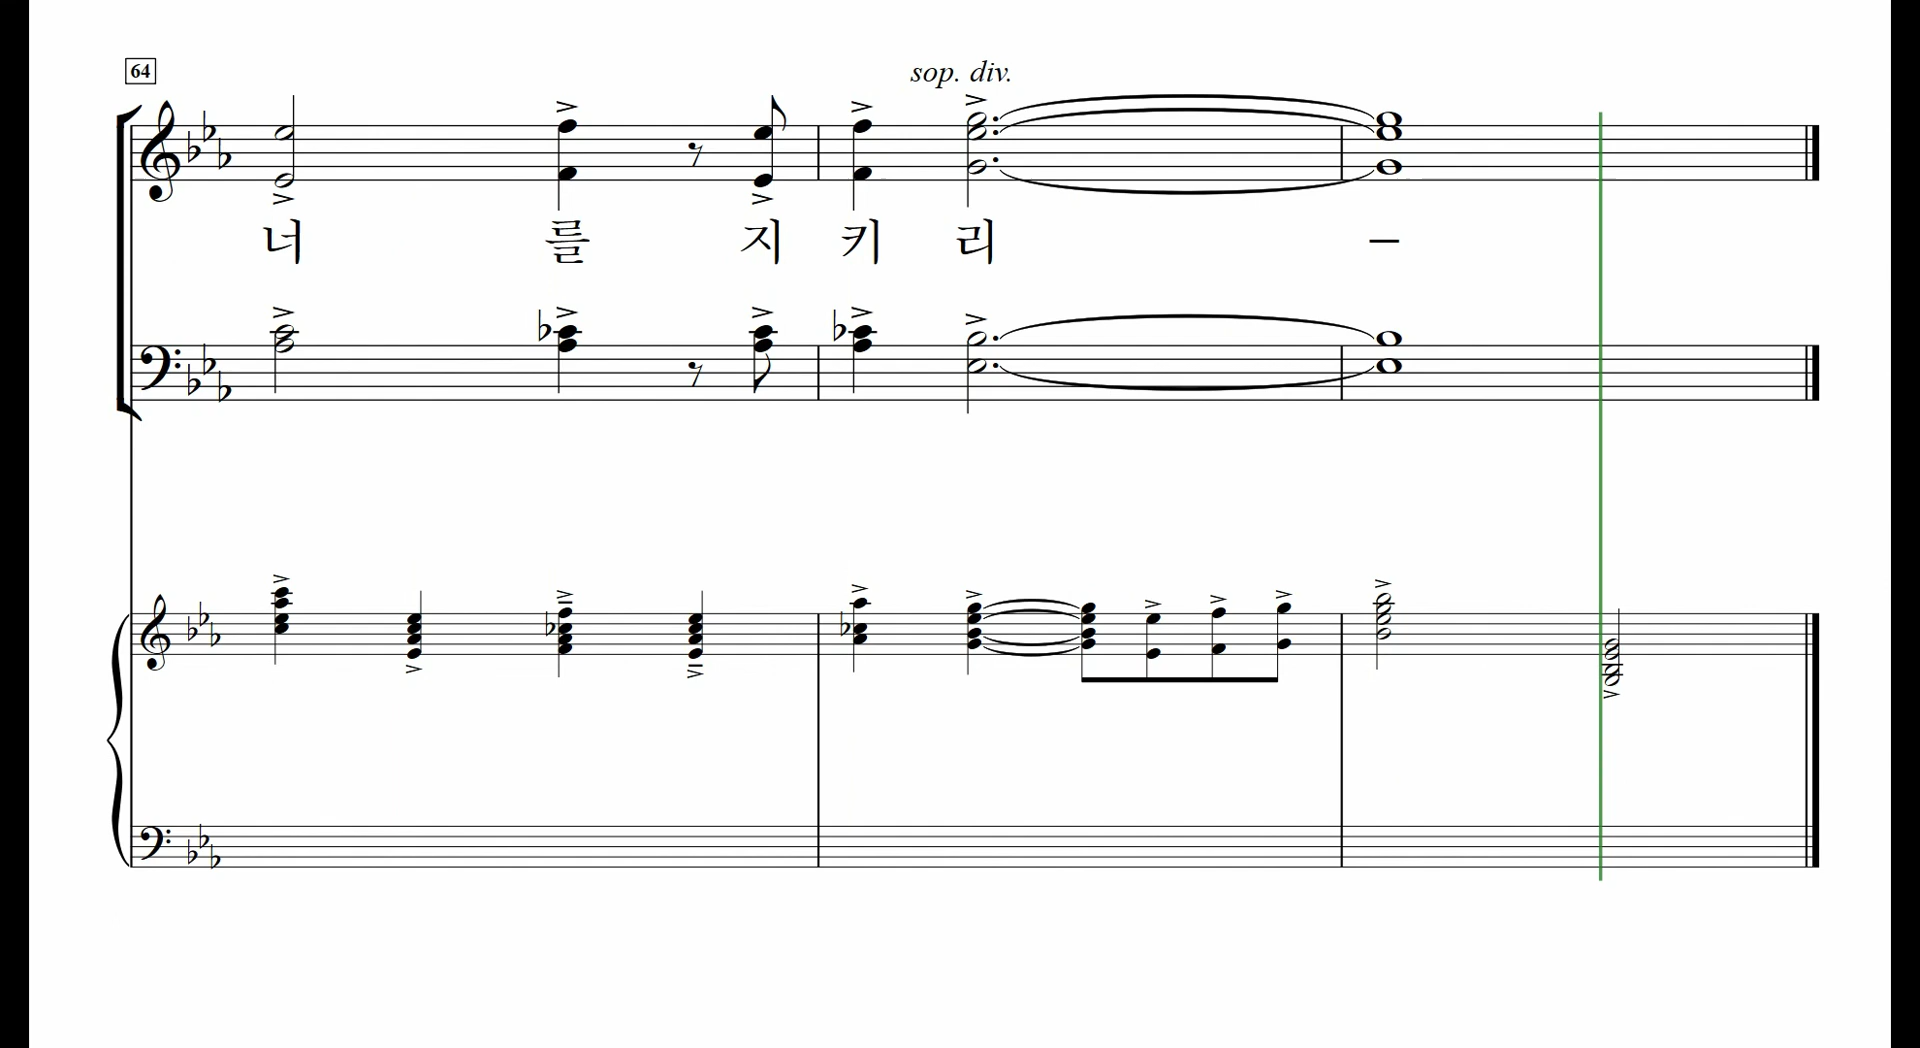 64
sop. div.
너 를 지 키 리 –